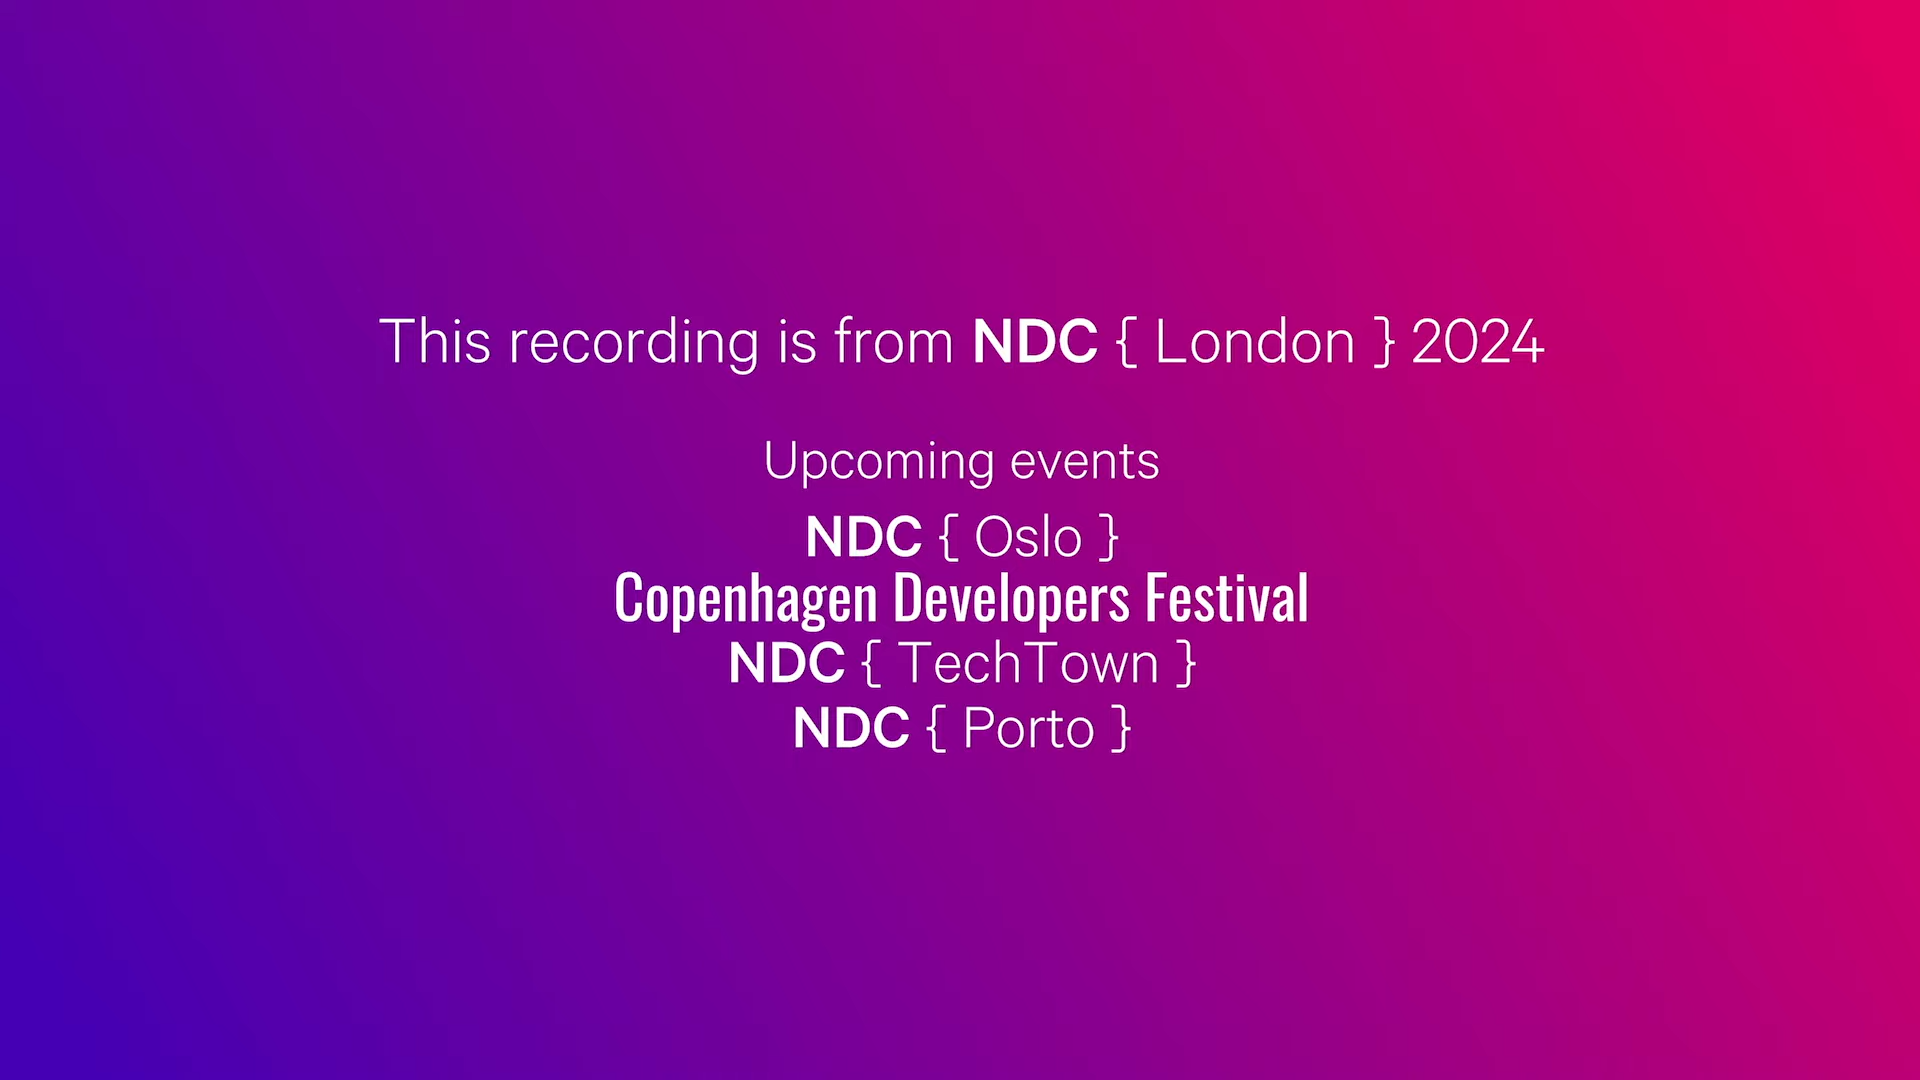 This recording is from NDC { London } 2024
Upcoming events
NDC { Oslo }
Copenhagen Developers Festival
NDC { TechTown }
NDC { Porto }